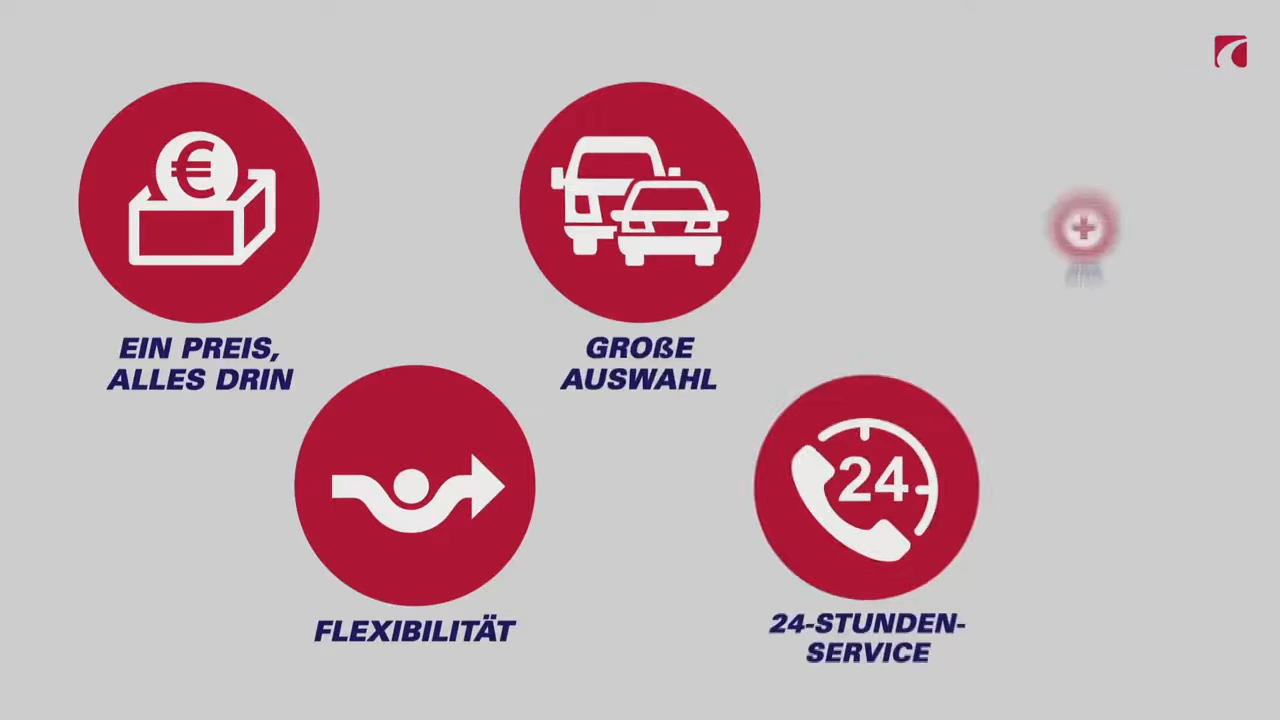 €
EIN PREIS,
ALLES DRIN
GROßE
AUSWAHL
FLEXIBILITÄT
24
24-STUNDEN-
SERVICE